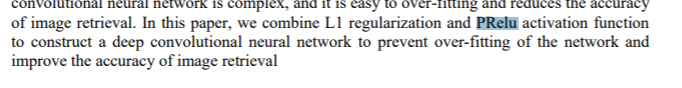 convolutional neural network is complex, and it is easy to over-fitting and reduces the accuracy
of image retrieval. In this paper, we combine L1 regularization and PRelu activation function
to construct a deep convolutional neural network to prevent over-fitting of the network and
improve the accuracy of image retrieval